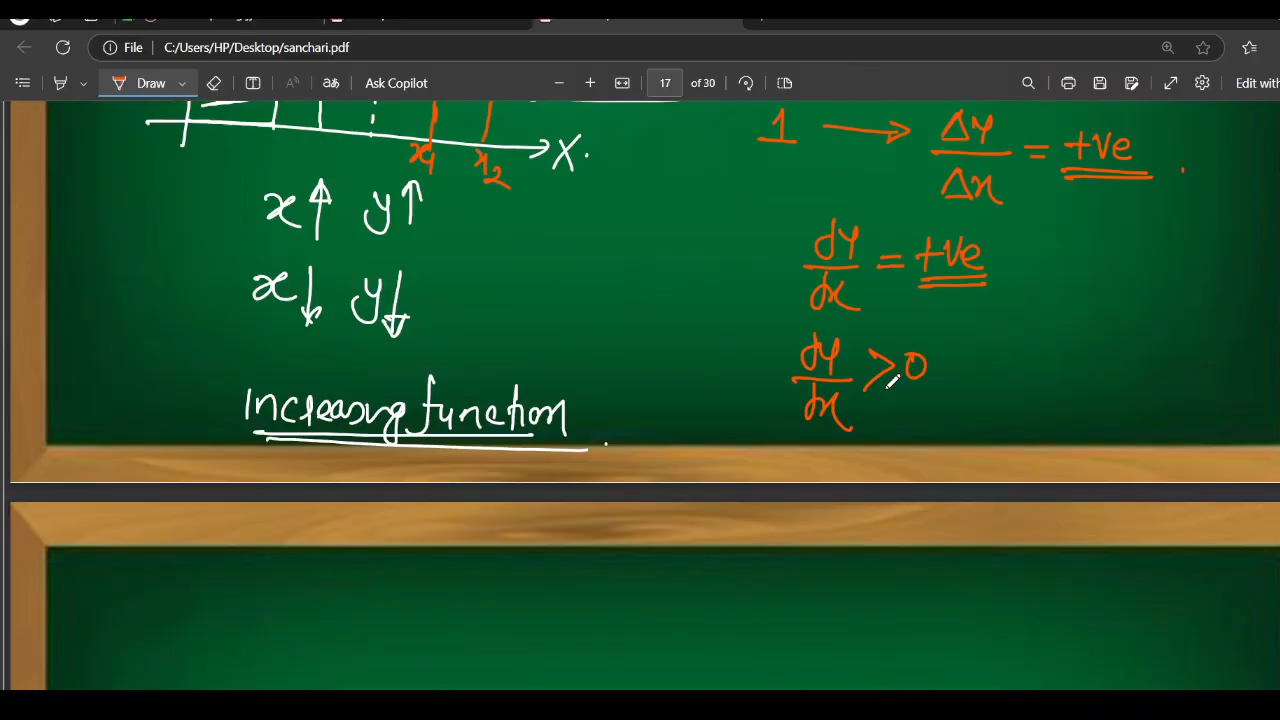 File | C:/Users/HP/Desktop/sanchari.pdf
Draw
Ask Copilot
17 of 30
Edit with
x1 x2 X.
1 → Δy/Δx = +ve
x↑ y↑
dy/dx = +ve
x↓ y↓
dy/dx > 0
Increasing function